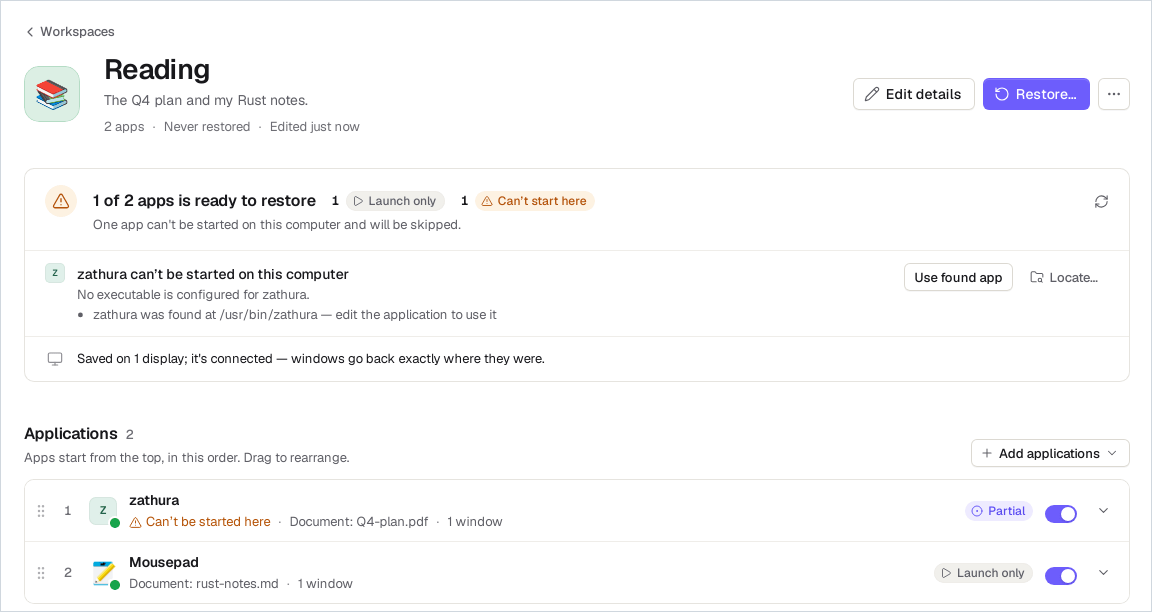 Workspaces
Reading
The Q4 plan and my Rust notes.
2 apps · Never restored · Edited just now
Edit details
Restore…
1 of 2 apps is ready to restore 1 Launch only 1 Can't start here
One app can't be started on this computer and will be skipped.
Z
zathura can't be started on this computer
No executable is configured for zathura.
• zathura was found at /usr/bin/zathura — edit the application to use it
Use found app
Locate…
Saved on 1 display; it's connected — windows go back exactly where they were.
Applications 2
Apps start from the top, in this order. Drag to rearrange.
Add applications
1
Z
zathura
Can't be started here · Document: Q4-plan.pdf · 1 window
Partial
2
Mousepad
Document: rust-notes.md · 1 window
Launch only